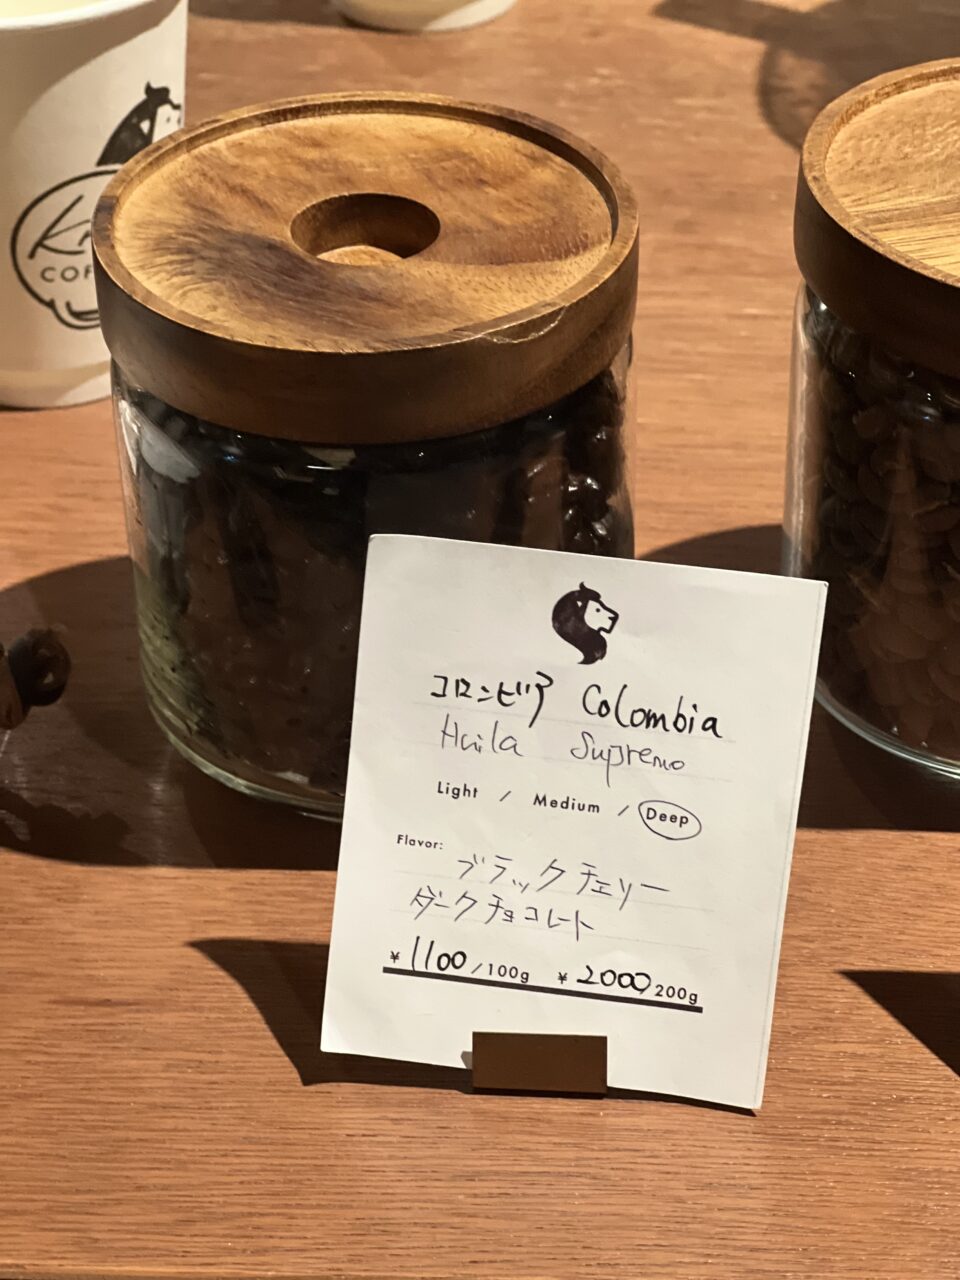 コロンビア Colombia
Huila Supremo
Light / Medium / Deep
Flavor:
ブラックチェリー
ダークチョコレート
¥ 1100 /100g ¥ 2000 200g